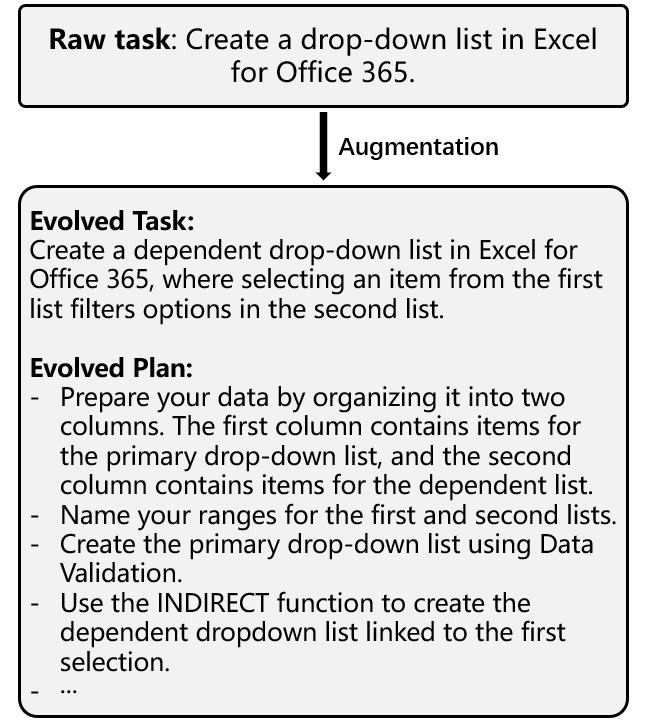 Raw task: Create a drop-down list in Excel
for Office 365.
Augmentation
Evolved Task:
Create a dependent drop-down list in Excel for
Office 365, where selecting an item from the first
list filters options in the second list.
Evolved Plan:
- Prepare your data by organizing it into two
columns. The first column contains items for
the primary drop-down list, and the second
column contains items for the dependent list.
- Name your ranges for the first and second lists.
- Create the primary drop-down list using Data
Validation.
- Use the INDIRECT function to create the
dependent dropdown list linked to the first
selection.
- ...